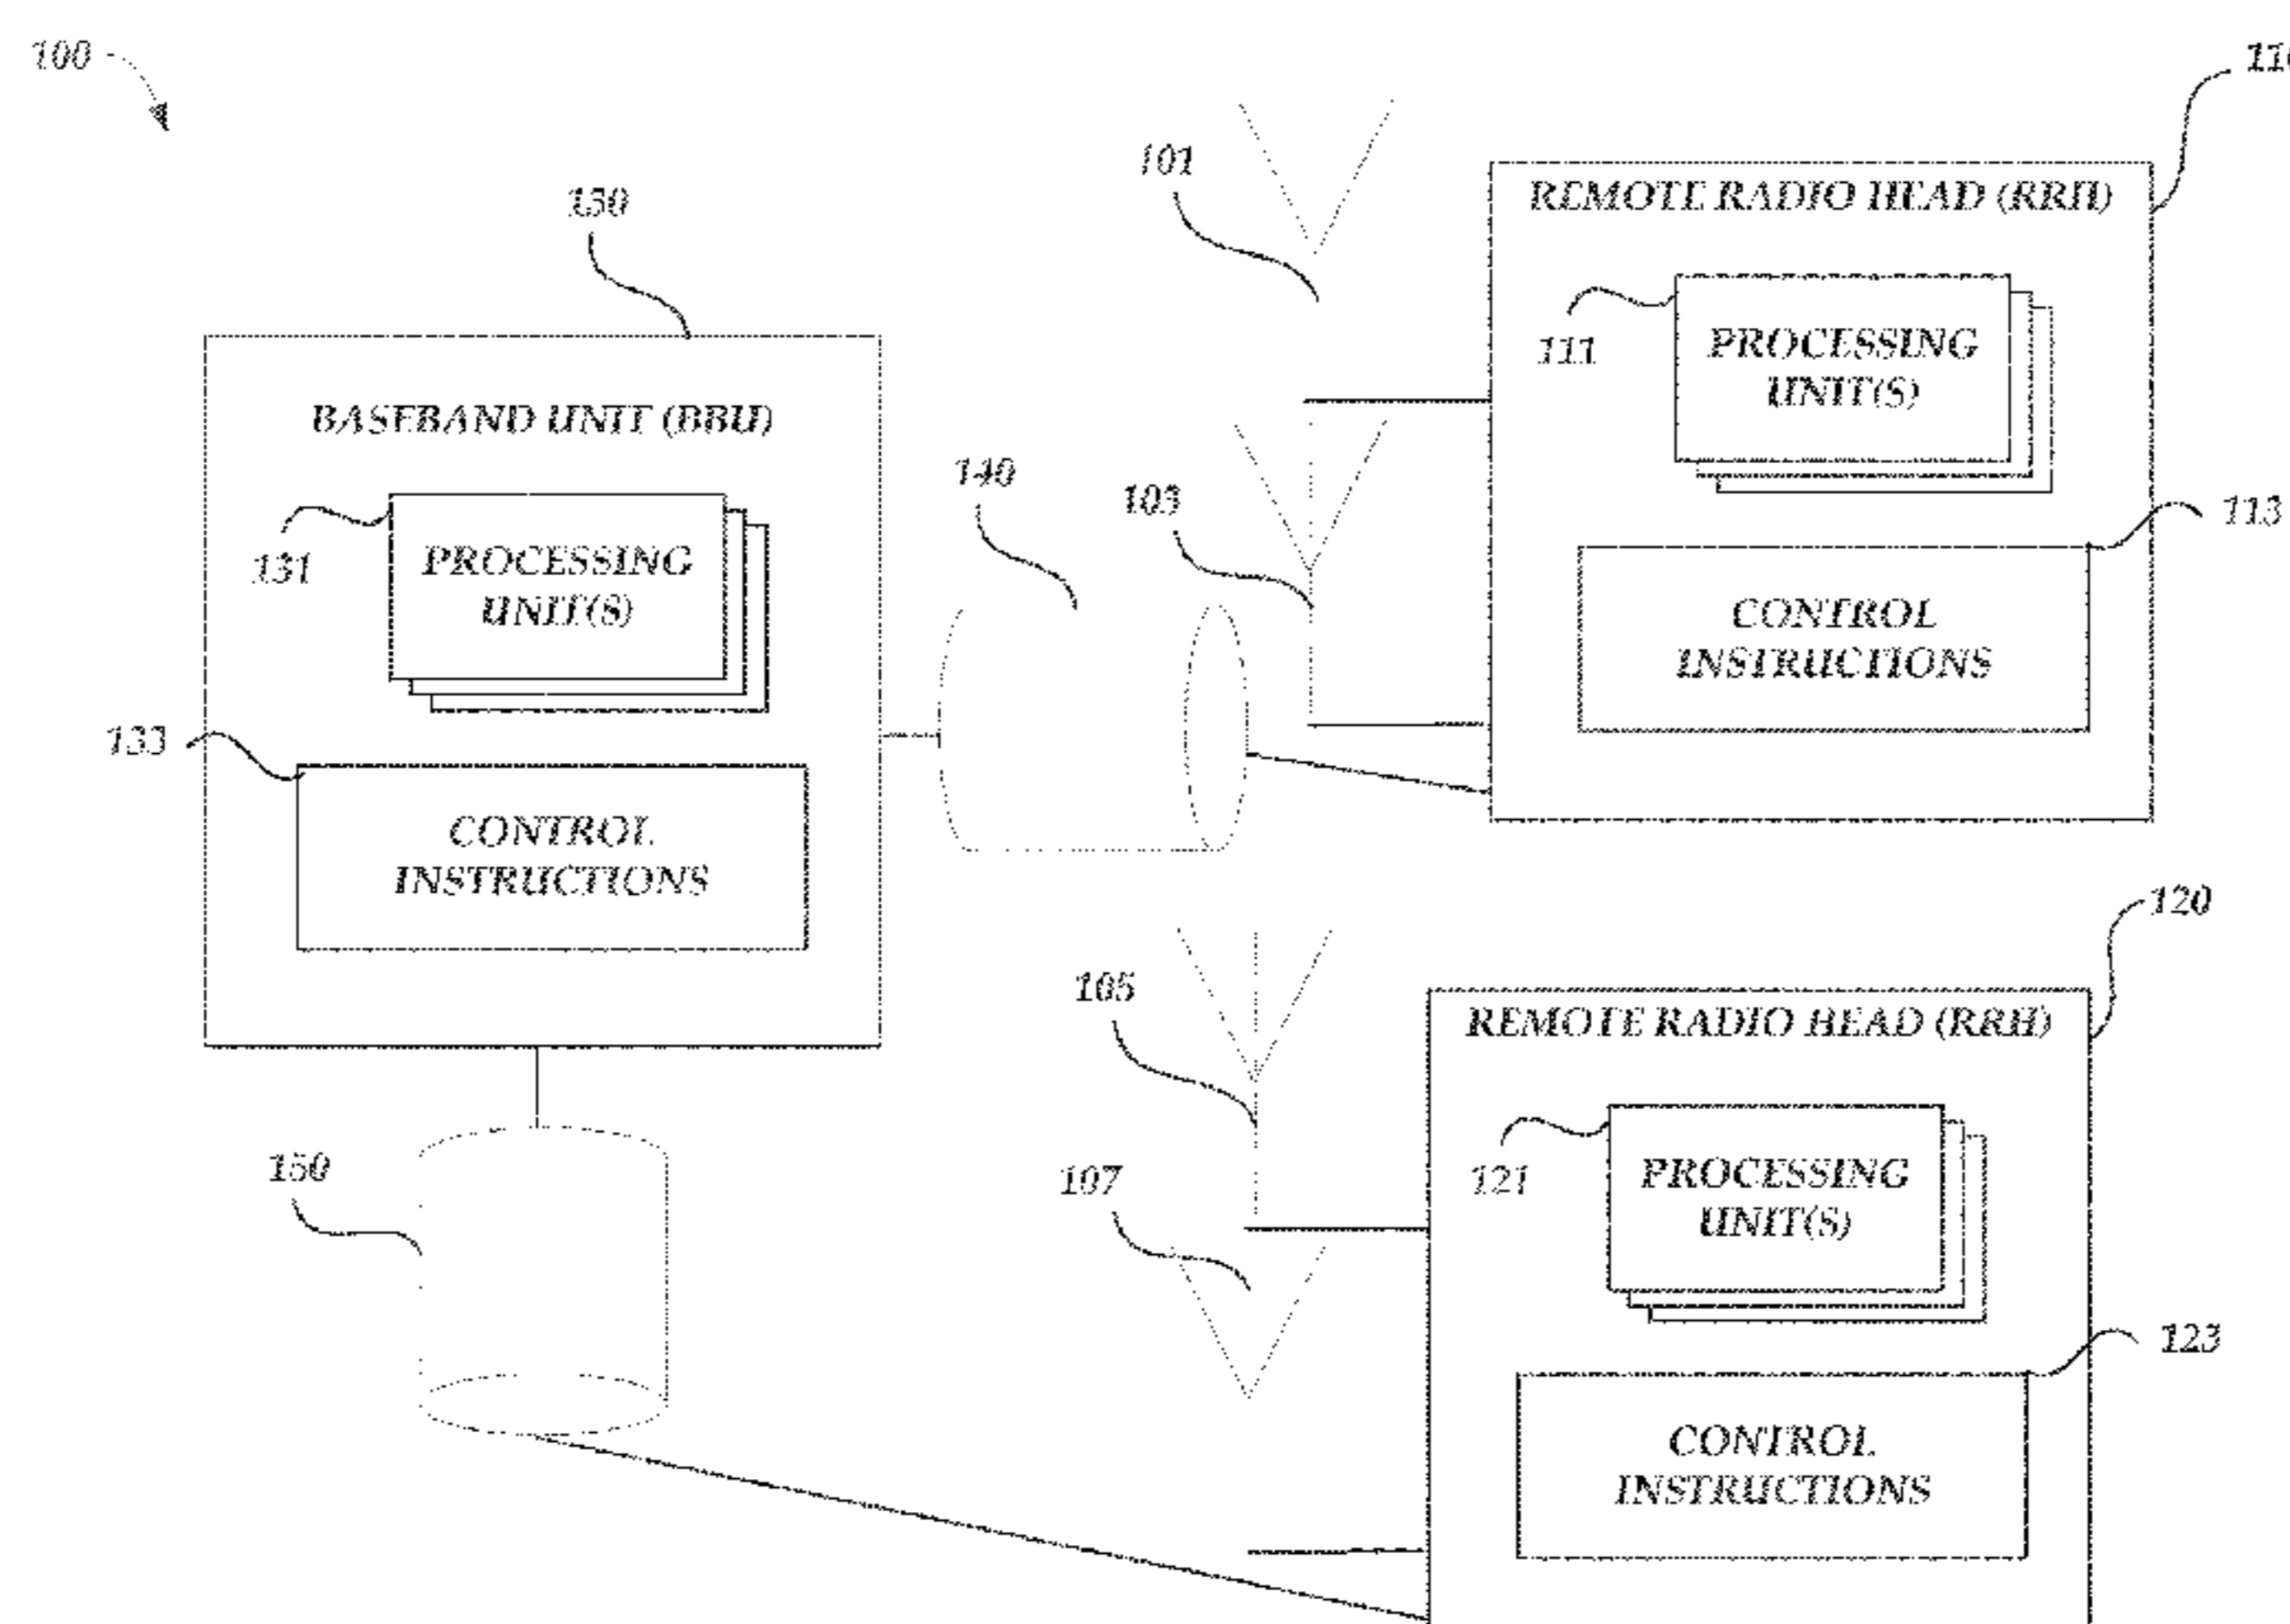 100
110
101
REMOTE RADIO HEAD (RRH)
130
111
PROCESSING
UNIT(S)
BASEBAND UNIT (BBU)
140
103
113
131
PROCESSING
UNIT(S)
CONTROL
INSTRUCTIONS
133
CONTROL
INSTRUCTIONS
120
105
REMOTE RADIO HEAD (RRH)
150
107
121
PROCESSING
UNIT(S)
123
CONTROL
INSTRUCTIONS